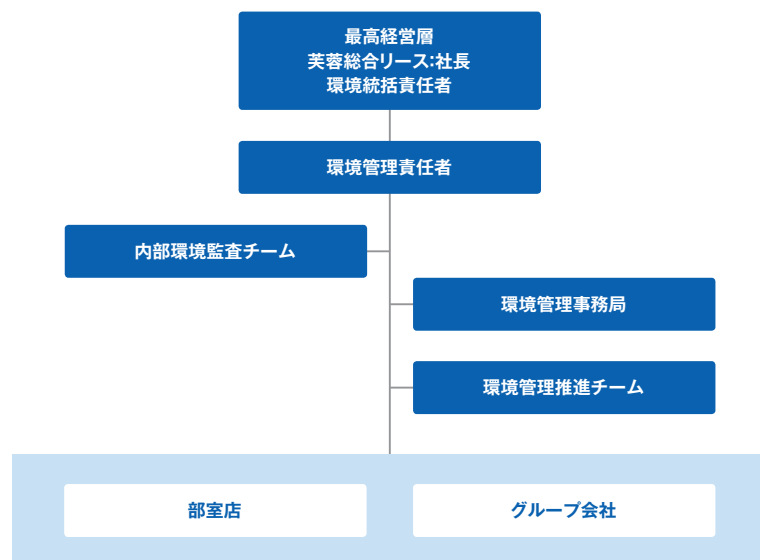 最高経営層
芙蓉総合リース：社長
環境統括責任者
環境管理責任者
内部環境監査チーム
環境管理事務局
環境管理推進チーム
部室店
グループ会社